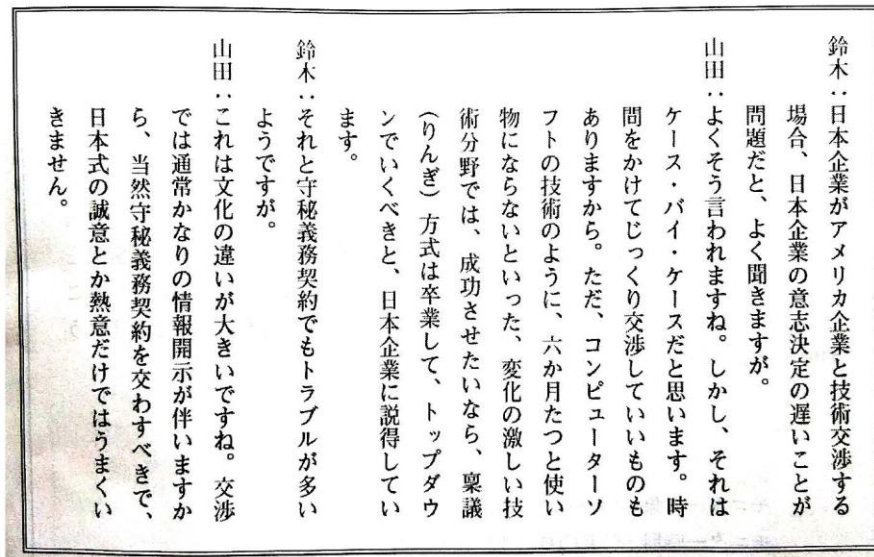 鈴木：日本企業がアメリカ企業と技術交渉する
場合、日本企業の意志決定の遅いことが
問題だと、よく聞きますが。
山田：よくそう言われますね。しかし、それは
ケース・バイ・ケースだと思います。時
間をかけてじっくり交渉していいものも
ありますから。ただ、コンピューターソ
フトの技術のように、六か月たつと使い
物にならないといった、変化の激しい技
術分野では、成功させたいなら、稟議
（りんぎ）方式は卒業して、トップダウ
ンでいくべきと、日本企業に説得してい
ます。
鈴木：それと守秘義務契約でもトラブルが多い
ようですが。
山田：これは文化の違いが大きいですね。交渉
では通常かなりの情報開示が伴いますか
ら、当然守秘義務契約を交わすべきで、
日本式の誠意とか熱意だけではうまくい
きません。